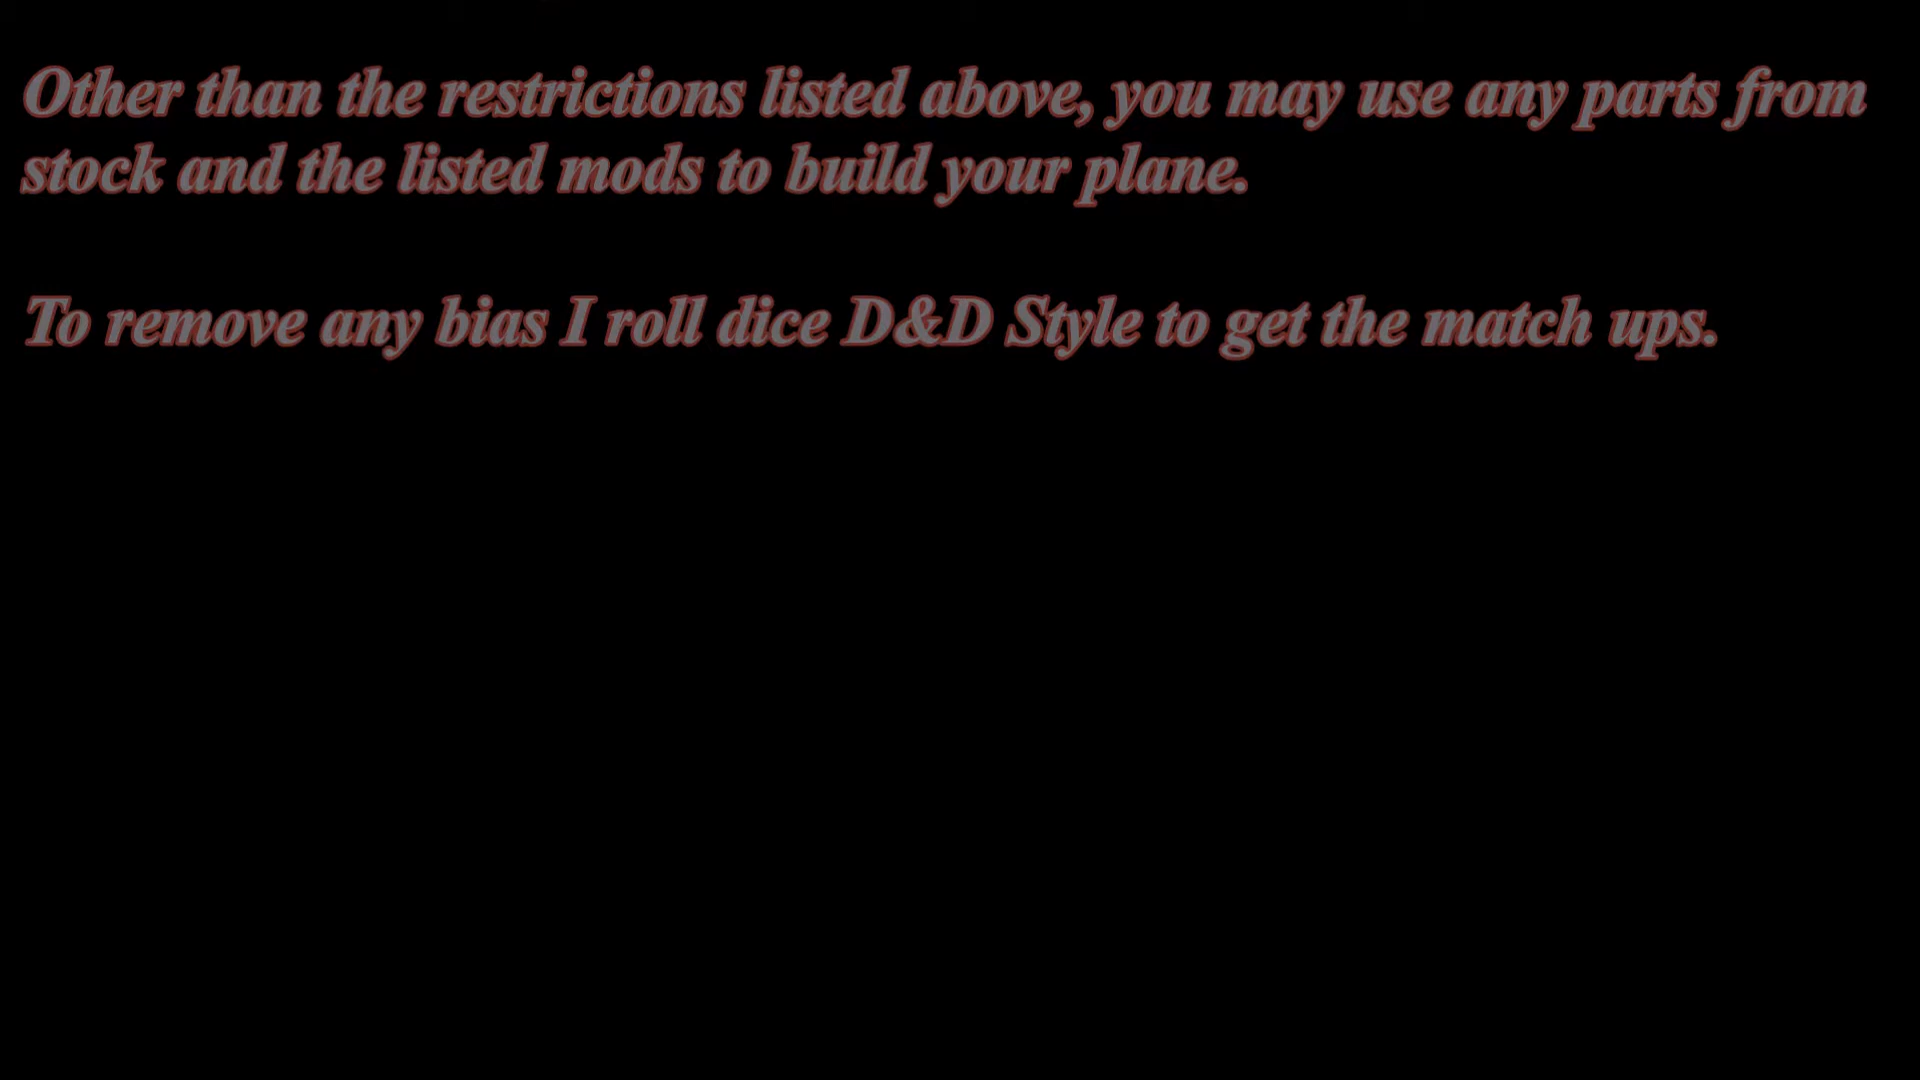 Other than the restrictions listed above, you may use any parts from
stock and the listed mods to build your plane.
To remove any bias I roll dice D&D Style to get the match ups.